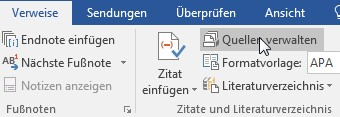 Verweise Sendungen Überprüfen Ansicht
Endnote einfügen
Nächste Fußnote
Notizen anzeigen
Fußnoten
Zitat
einfügen
Quellen verwalten
Formatvorlage: APA
Literaturverzeichnis
Zitate und Literaturverzeichnis